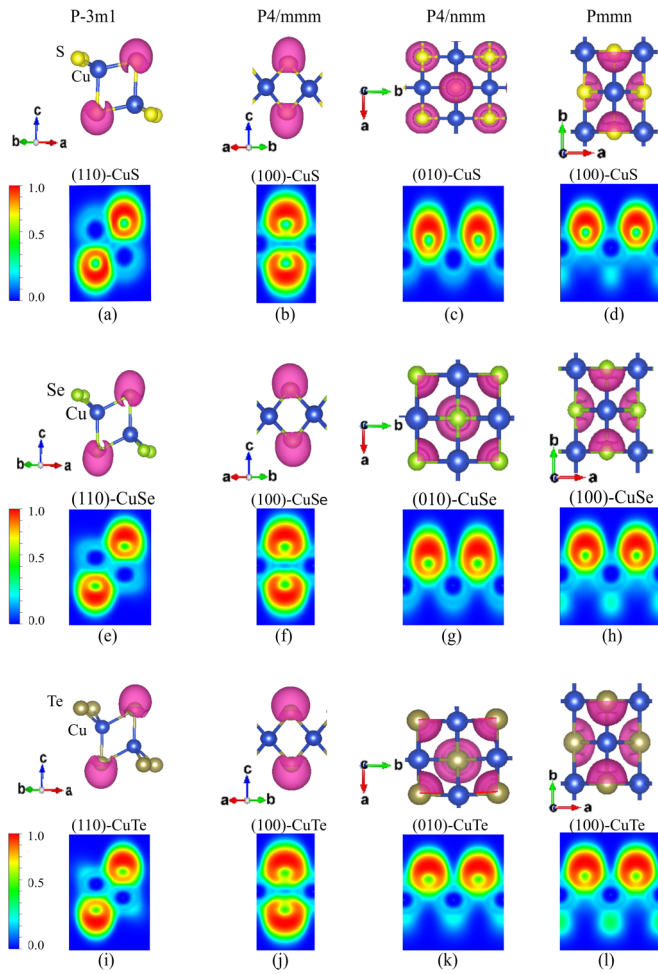 P-3m1 P4/mmm P4/nmm Pmmn
S
Cu
c b a
c a b
c b a
b c a
(110)-CuS (100)-CuS (010)-CuS (100)-CuS
1.0
0.5
0.0
(a) (b) (c) (d)
Se
Cu
c b a
c a b
c b a
b c a
(110)-CuSe (100)-CuSe (010)-CuSe (100)-CuSe
1.0
0.5
0.0
(e) (f) (g) (h)
Te
Cu
c b a
c a b
c b a
b c a
(110)-CuTe (100)-CuTe (010)-CuTe (100)-CuTe
1.0
0.5
0.0
(i) (j) (k) (l)